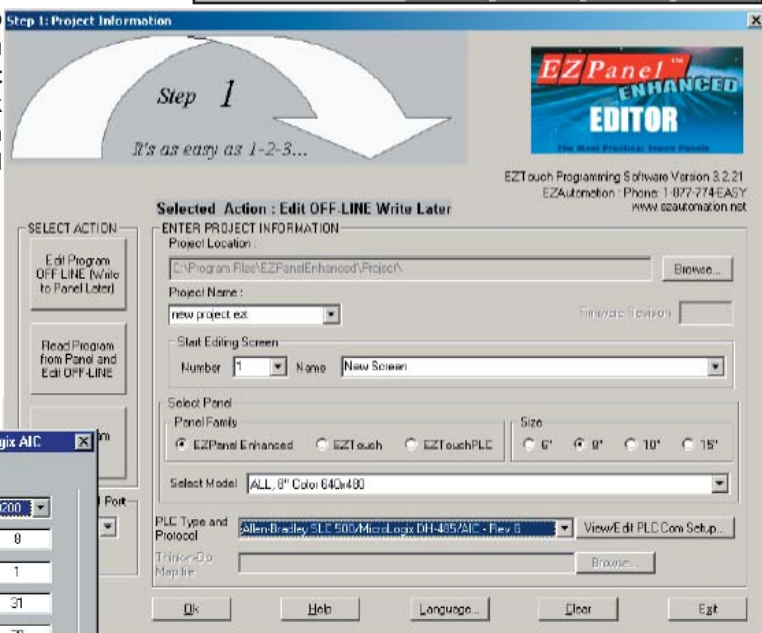 Step 1: Project Information
Step 1
It's as easy as 1-2-3...
EZPanel™
ENHANCED
EDITOR
The Most Practical Touch Panels
EZTouch Programming Software Version 3.2.21
EZAutomation : Phone: 1-877-774-EASY
www.ezautomation.net
Selected Action : Edit OFF-LINE Write Later
SELECT ACTION
Edit Program
OFF-LINE (Write
to Panel Later)
Read Program
from Panel and
Edit OFF-LINE
ENTER PROJECT INFORMATION
Project Location :
C:\Program Files\EZPanelEnhanced\Project\
Browse...
Project Name :
new project.ezt
Firmware Revision
Start Editing Screen
Number 1 Name New Screen
Select Panel
Panel Family
EZPanel Enhanced EZTouch EZTouchPLC
Size
6" 8" 10" 15"
Select Model ALL, 8" Color 640x480
PLC Type and
Protocol
Allen-Bradley SLC 500/MicroLogix DH-485/AIC - Rev G
View/Edit PLC Com Setup...
Think-n-Do
Map file
Browse...
Ok Help Language... Clear Exit
gix AIC
Port
8
1
31